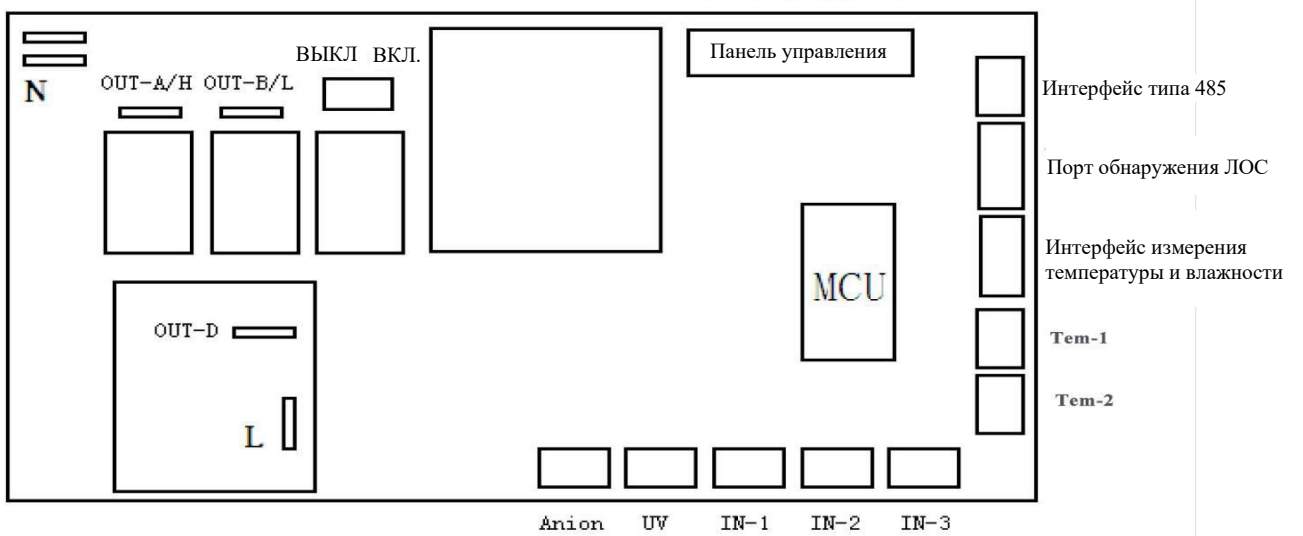 Панель управления
ВЫКЛ ВКЛ.
N
OUT-A/H OUT-B/L
Интерфейс типа 485
Порт обнаружения ЛОС
Интерфейс измерения
температуры и влажности
MCU
OUT-D
Tem-1
Tem-2
L
Anion UV IN-1 IN-2 IN-3